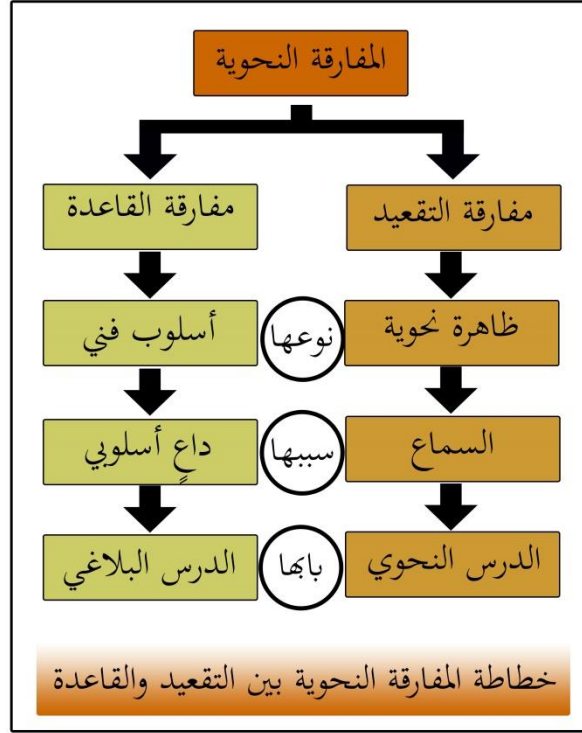 المفارقة النحوية
مفارقة التقعيد
مفارقة القاعدة
ظاهرة نحوية
نوعها
أسلوب فني
السماع
سببها
داعٍ أسلوبي
الدرس النحوي
بابها
الدرس البلاغي
خطاطة المفارقة النحوية بين التقعيد والقاعدة